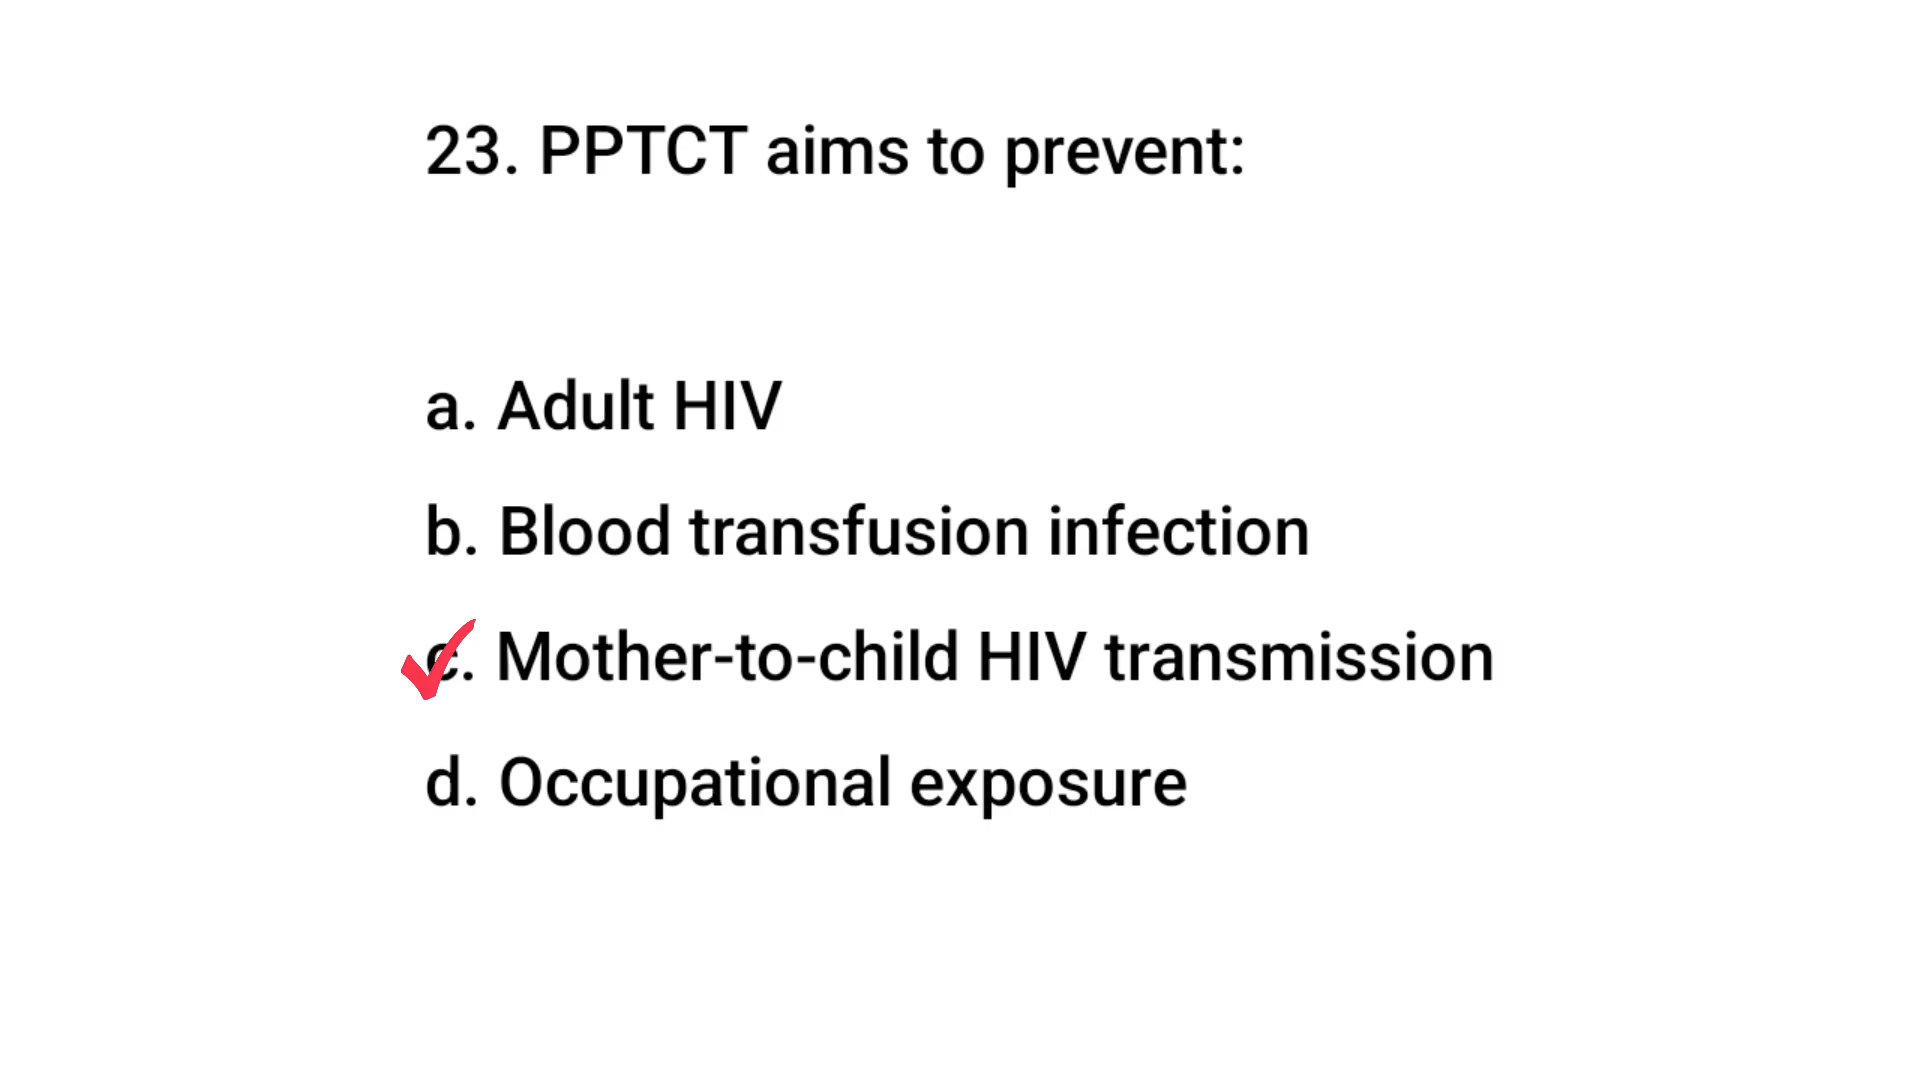 23. PPTCT aims to prevent:
a. Adult HIV
b. Blood transfusion infection
c. Mother-to-child HIV transmission
d. Occupational exposure